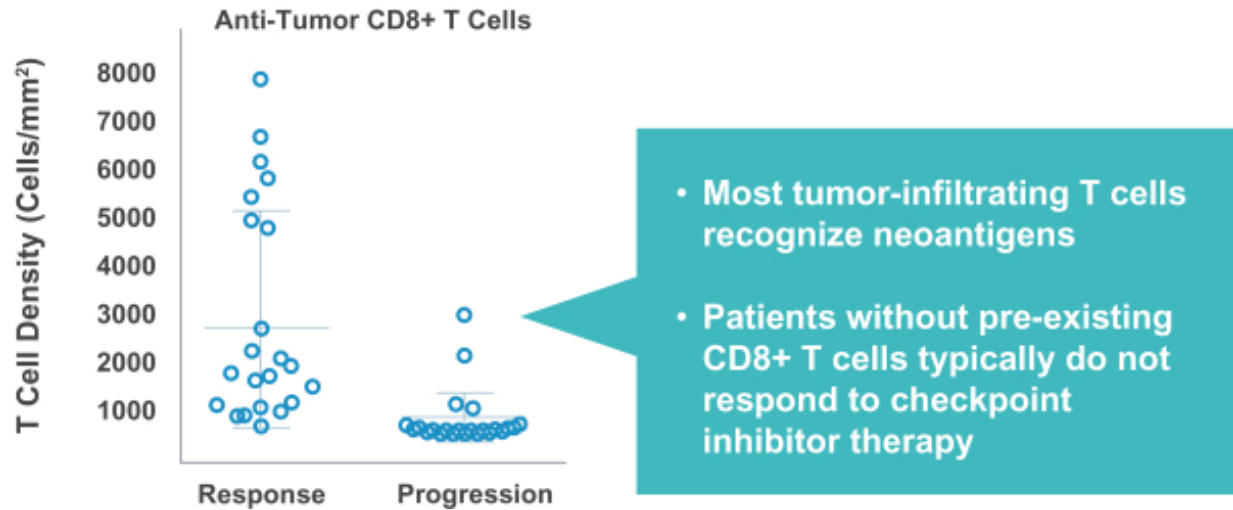 Anti-Tumor CD8+ T Cells
T Cell Density (Cells/mm²)
8000
7000
6000
5000
4000
3000
2000
1000
Response
Progression
• Most tumor-infiltrating T cells
recognize neoantigens
• Patients without pre-existing
CD8+ T cells typically do not
respond to checkpoint
inhibitor therapy